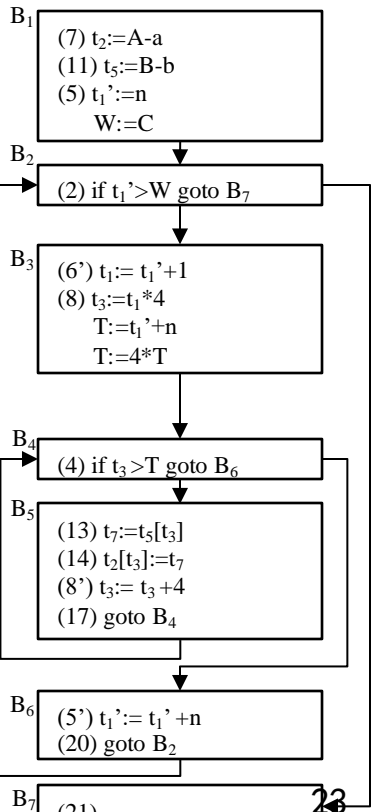 B₁
(7) t₂:=A-a
(11) t₅:=B-b
(5) t₁’:=n
W:=C
B₂
(2) if t₁’>W goto B₇
B₃
(6’) t₁:= t₁’+1
(8) t₃:=t₁*4
T:=t₁’+n
T:=4*T
B₄
(4) if t₃>T goto B₆
B₅
(13) t₇:=t₅[t₃]
(14) t₂[t₃]:=t₇
(8’) t₃:= t₃+4
(17) goto B₄
B₆
(5’) t₁’:= t₁’+n
(20) goto B₂
B₇
(21)
23